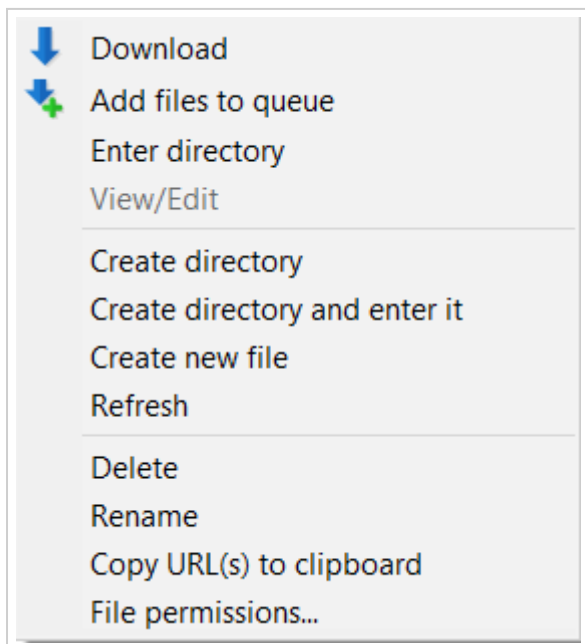 Download
Add files to queue
Enter directory
View/Edit
Create directory
Create directory and enter it
Create new file
Refresh
Delete
Rename
Copy URL(s) to clipboard
File permissions...